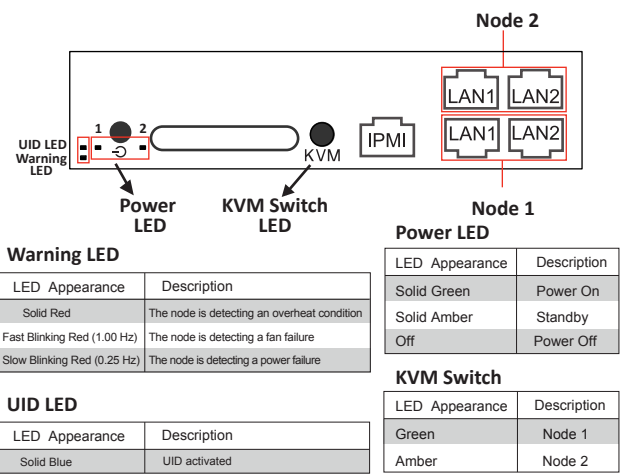 Node 2
LAN1 LAN2
1 2
UID LED
Warning
LED
KVM
IPMI
LAN1 LAN2
Power
LED
KVM Switch
LED
Node 1
Warning LED
LED Appearance Description
Solid Red The node is detecting an overheat condition
Fast Blinking Red (1.00 Hz) The node is detecting a fan failure
Slow Blinking Red (0.25 Hz) The node is detecting a power failure
UID LED
LED Appearance Description
Solid Blue UID activated
Power LED
LED Appearance Description
Solid Green Power On
Solid Amber Standby
Off Power Off
KVM Switch
LED Appearance Description
Green Node 1
Amber Node 2